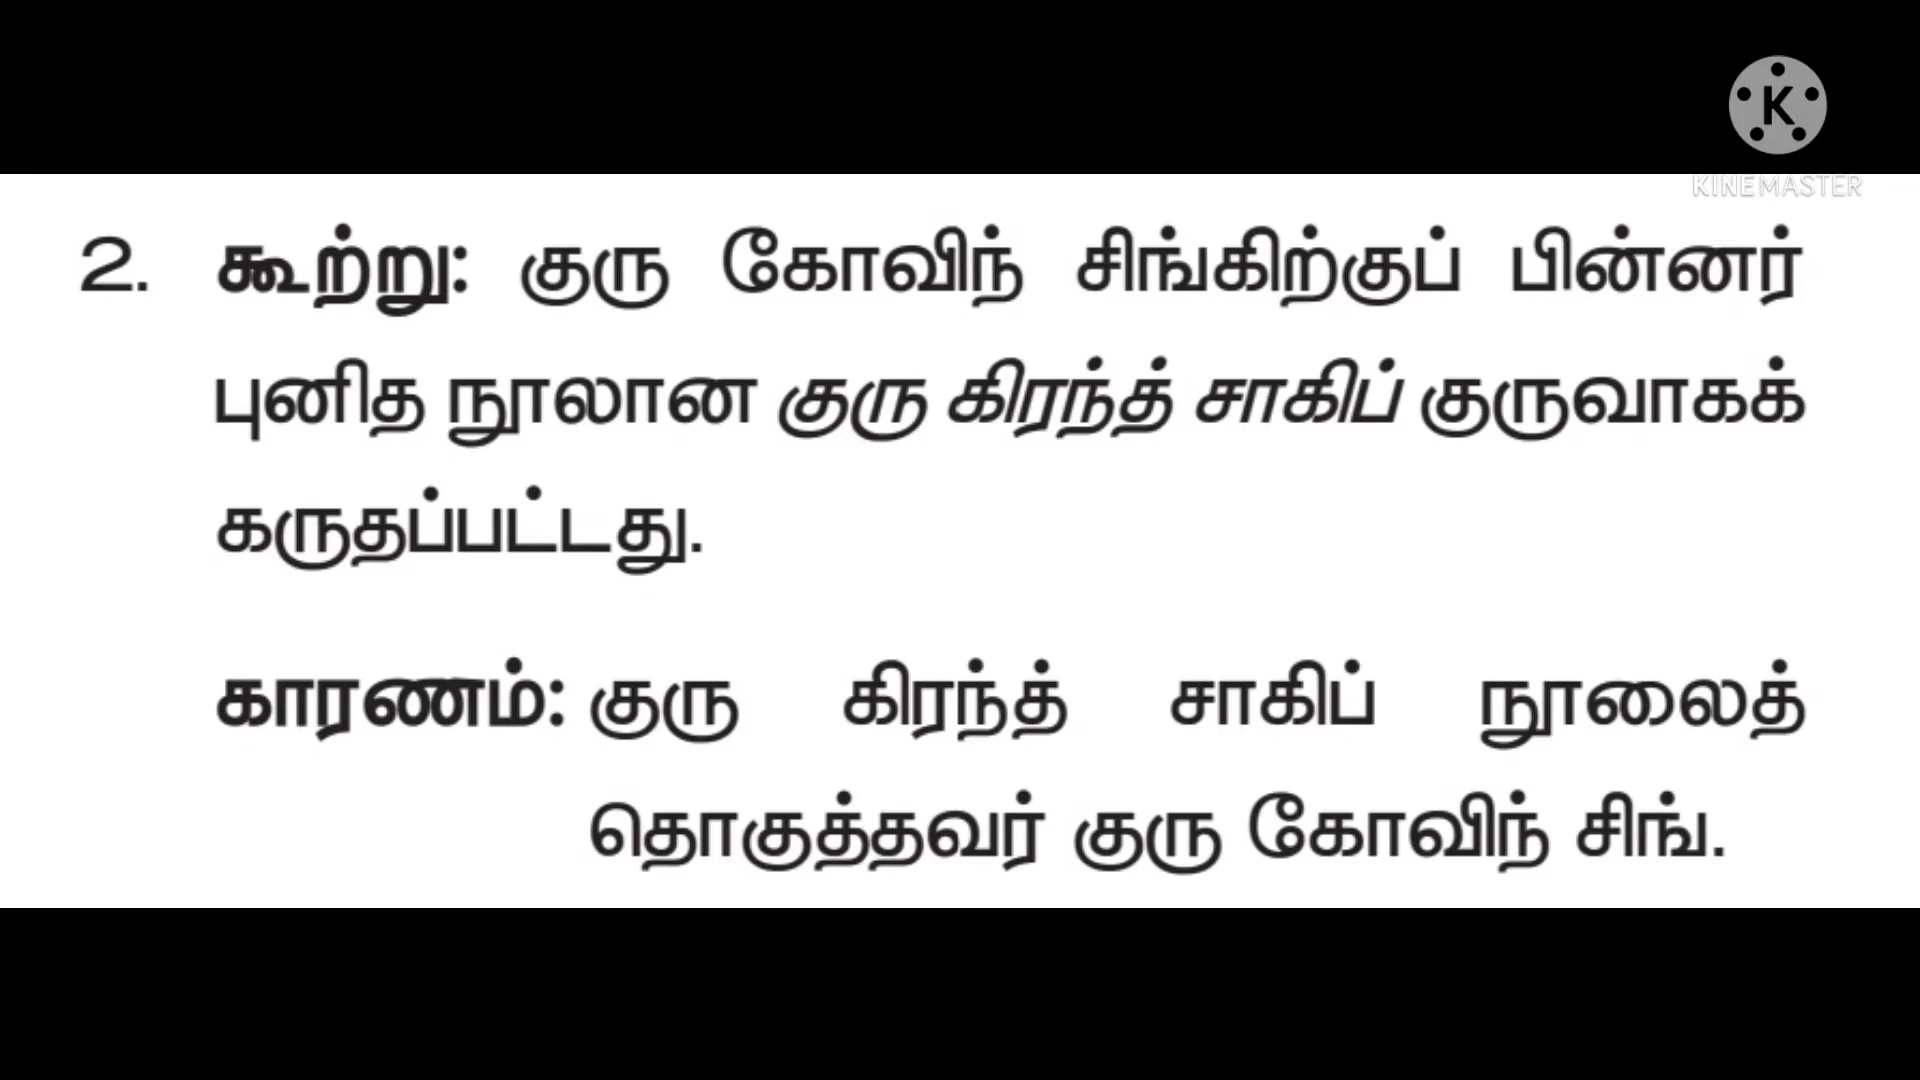 K
KINEMASTER
2. கூற்று: குரு கோவிந் சிங்கிற்குப் பின்னர்
புனித நூலான குரு கிரந்த் சாகிப் குருவாகக்
கருதப்பட்டது.
காரணம்: குரு கிரந்த் சாகிப் நூலைத்
தொகுத்தவர் குரு கோவிந் சிங்.